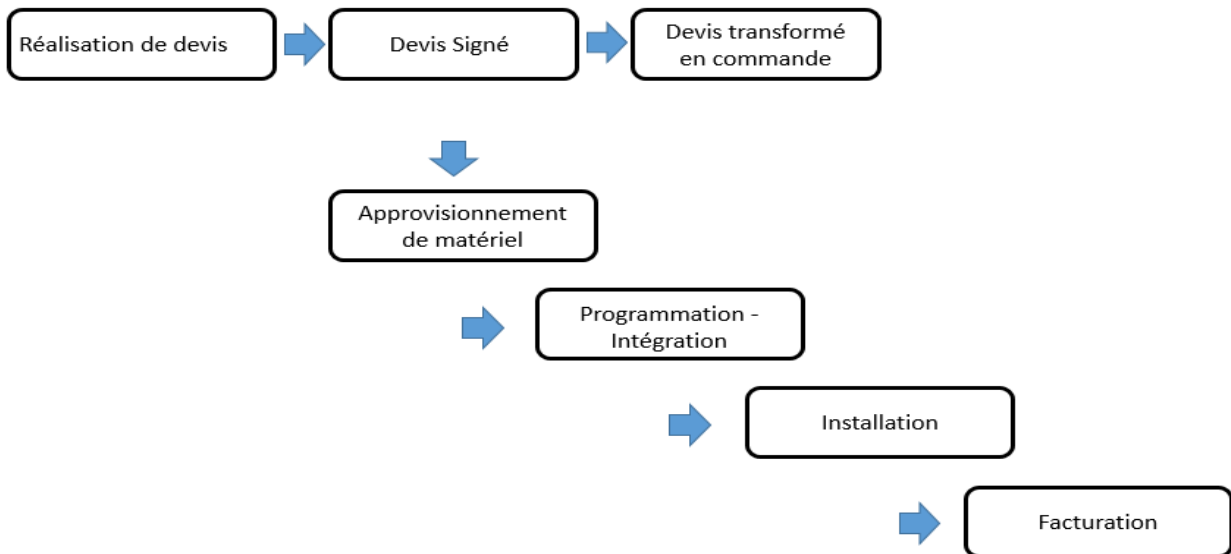 Réalisation de devis
Devis Signé
Devis transformé
en commande
Approvisionnement
de matériel
Programmation -
Intégration
Installation
Facturation